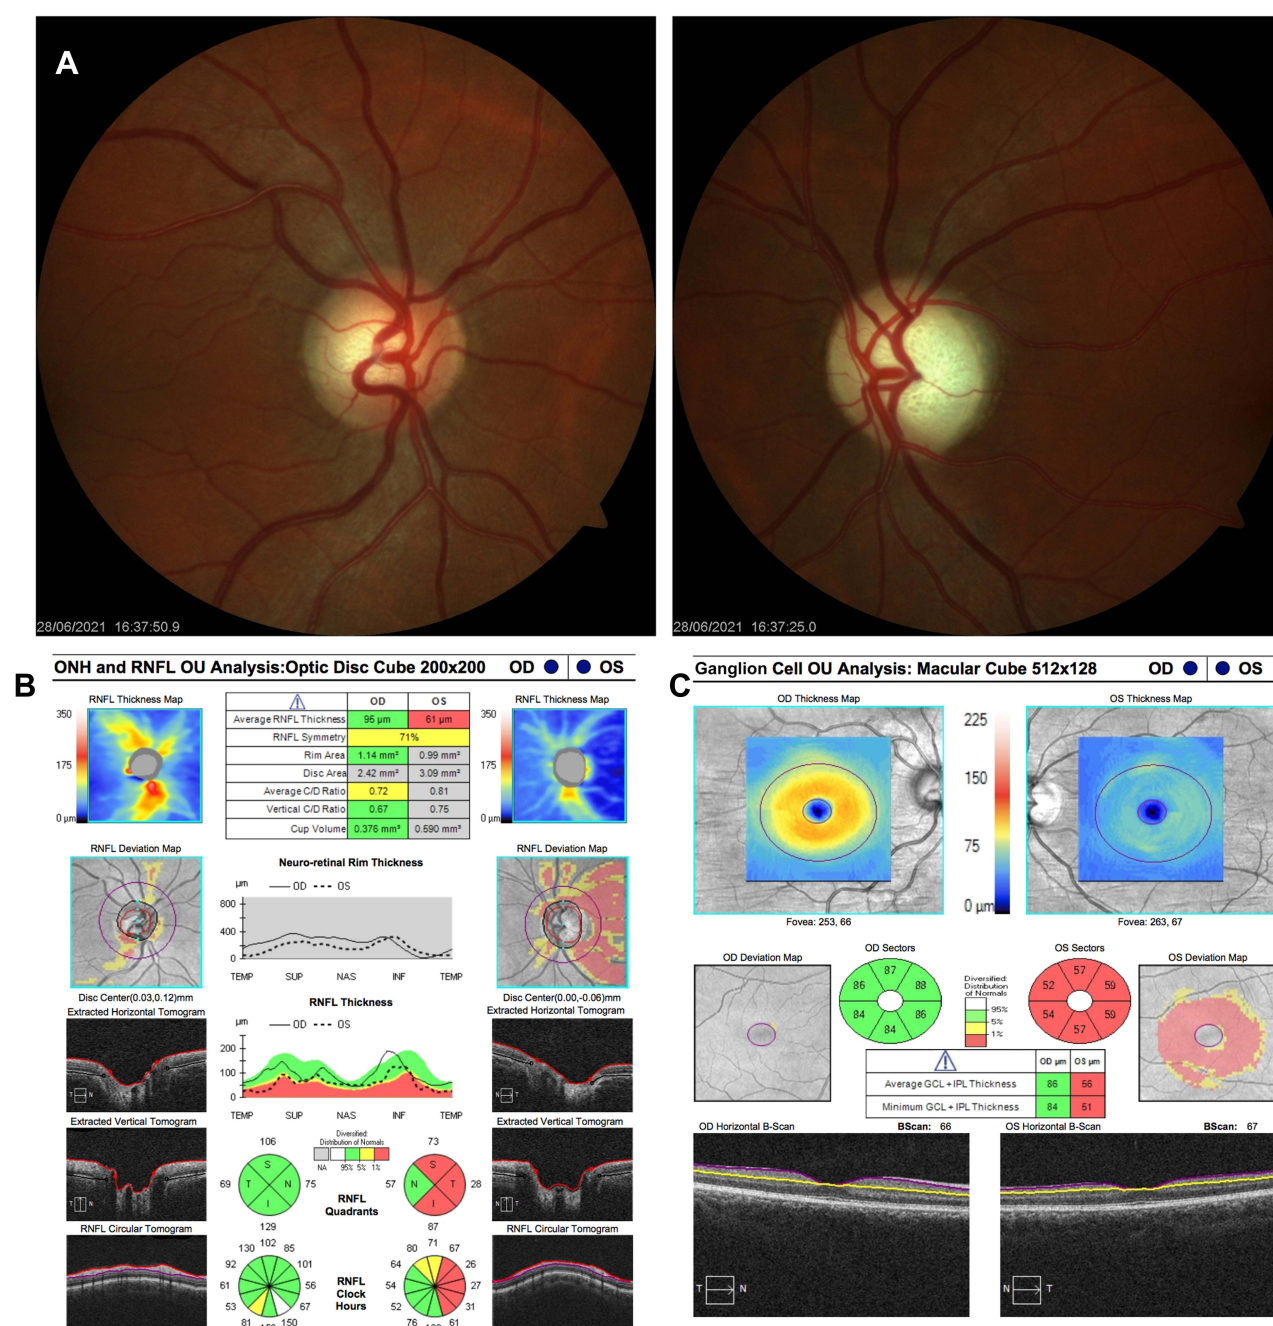 A
28/06/2021 16:37:50.9
28/06/2021 16:37:25.0
B
ONH and RNFL OU Analysis:Optic Disc Cube 200x200 OD OS
RNFL Thickness Map
350
175
0 µm
OD OS
Average RNFL Thickness 95 µm 61 µm
RNFL Symmetry 71%
Rim Area 1.14 mm² 0.99 mm²
Disc Area 2.42 mm² 3.09 mm²
Average C/D Ratio 0.72 0.81
Vertical C/D Ratio 0.67 0.75
Cup Volume 0.376 mm³ 0.590 mm³
RNFL Thickness Map
350
175
0 µm
RNFL Deviation Map
Disc Center(0.03,0.12)mm
Neuro-retinal Rim Thickness
µm OD OS
800
400
0
TEMP SUP NAS INF TEMP
RNFL Deviation Map
Disc Center(0.00,-0.06)mm
Extracted Horizontal Tomogram
T N
RNFL Thickness
µm OD OS
200
100
0
TEMP SUP NAS INF TEMP
Extracted Horizontal Tomogram
T N
Extracted Vertical Tomogram
T N
106
S
69 T N 75
I
129
Diversified:
Distribution of Normals
NA 95% 5% 1%
RNFL
Quadrants
73
S
57 N T 28
I
87
Extracted Vertical Tomogram
T N
RNFL Circular Tomogram
102
130 85
92 101
61 56
53 67
81 150
RNFL
Clock
Hours
71
80 67
64 26
54 27
52 31
76 61
RNFL Circular Tomogram
C
Ganglion Cell OU Analysis: Macular Cube 512x128 OD OS
OD Thickness Map
Fovea: 253, 66
225
150
75
0 µm
OS Thickness Map
Fovea: 263, 67
OD Deviation Map
OD Sectors
87
86 88
84 86
84
Diversified:
Distribution
of Normals
95%
5%
1%
OS Sectors
57
52 59
54 59
57
OS Deviation Map
OD µm OS µm
Average GCL + IPL Thickness 86 56
Minimum GCL + IPL Thickness 84 51
OD Horizontal B-Scan BScan: 66
T N
OS Horizontal B-Scan BScan: 67
N T